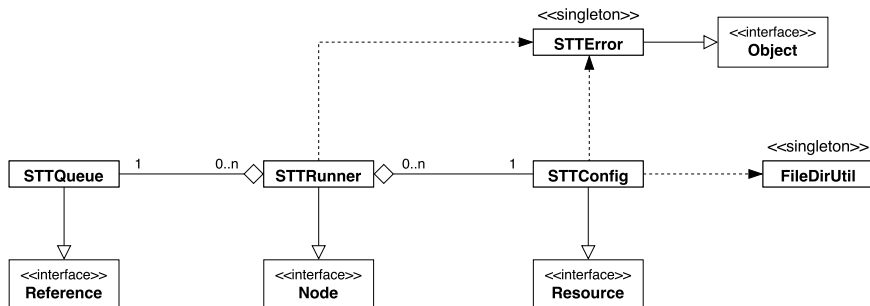 <<singleton>>
STTError
<<interface>>
Object
1
0..n
0..n
1
<<singleton>>
STTQueue
STTRunner
STTConfig
FileDirUtil
<<interface>>
Reference
<<interface>>
Node
<<interface>>
Resource